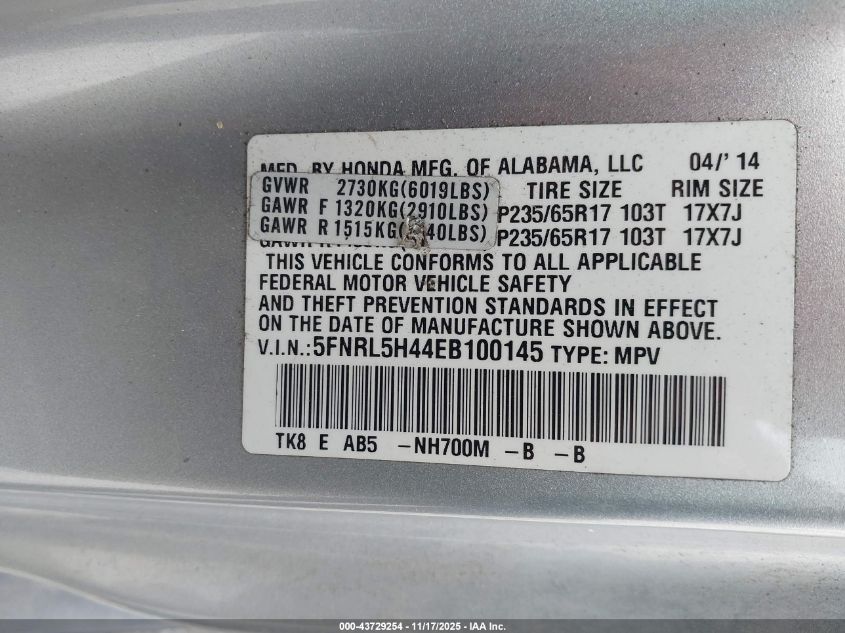 MFD. BY HONDA MFG. OF ALABAMA, LLC 04/'14
GVWR 2730KG(6019LBS) TIRE SIZE RIM SIZE
GAWR F 1320KG(2910LBS) P235/65R17 103T 17X7J
GAWR R 1515KG( 40LBS) P235/65R17 103T 17X7J
THIS VEHICLE CONFORMS TO ALL APPLICABLE
FEDERAL MOTOR VEHICLE SAFETY
AND THEFT PREVENTION STANDARDS IN EFFECT
ON THE DATE OF MANUFACTURE SHOWN ABOVE.
V.I.N.:5FNRL5H44EB100145 TYPE: MPV
TK8 E AB5 -NH700M -B -B
000-43729254 - 11/17/2025 - IAA Inc.